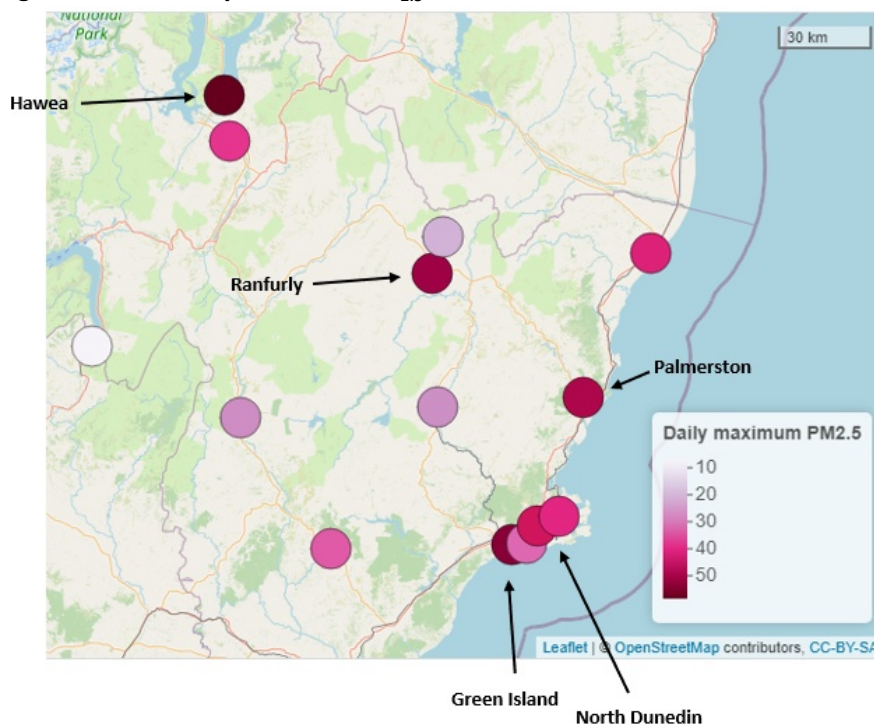 National
Park
30 km
Hawea
Ranfurly
Palmerston
Daily maximum PM2.5
10
20
30
40
50
Leaflet | © OpenStreetMap contributors, CC-BY-SA
Green Island
North Dunedin